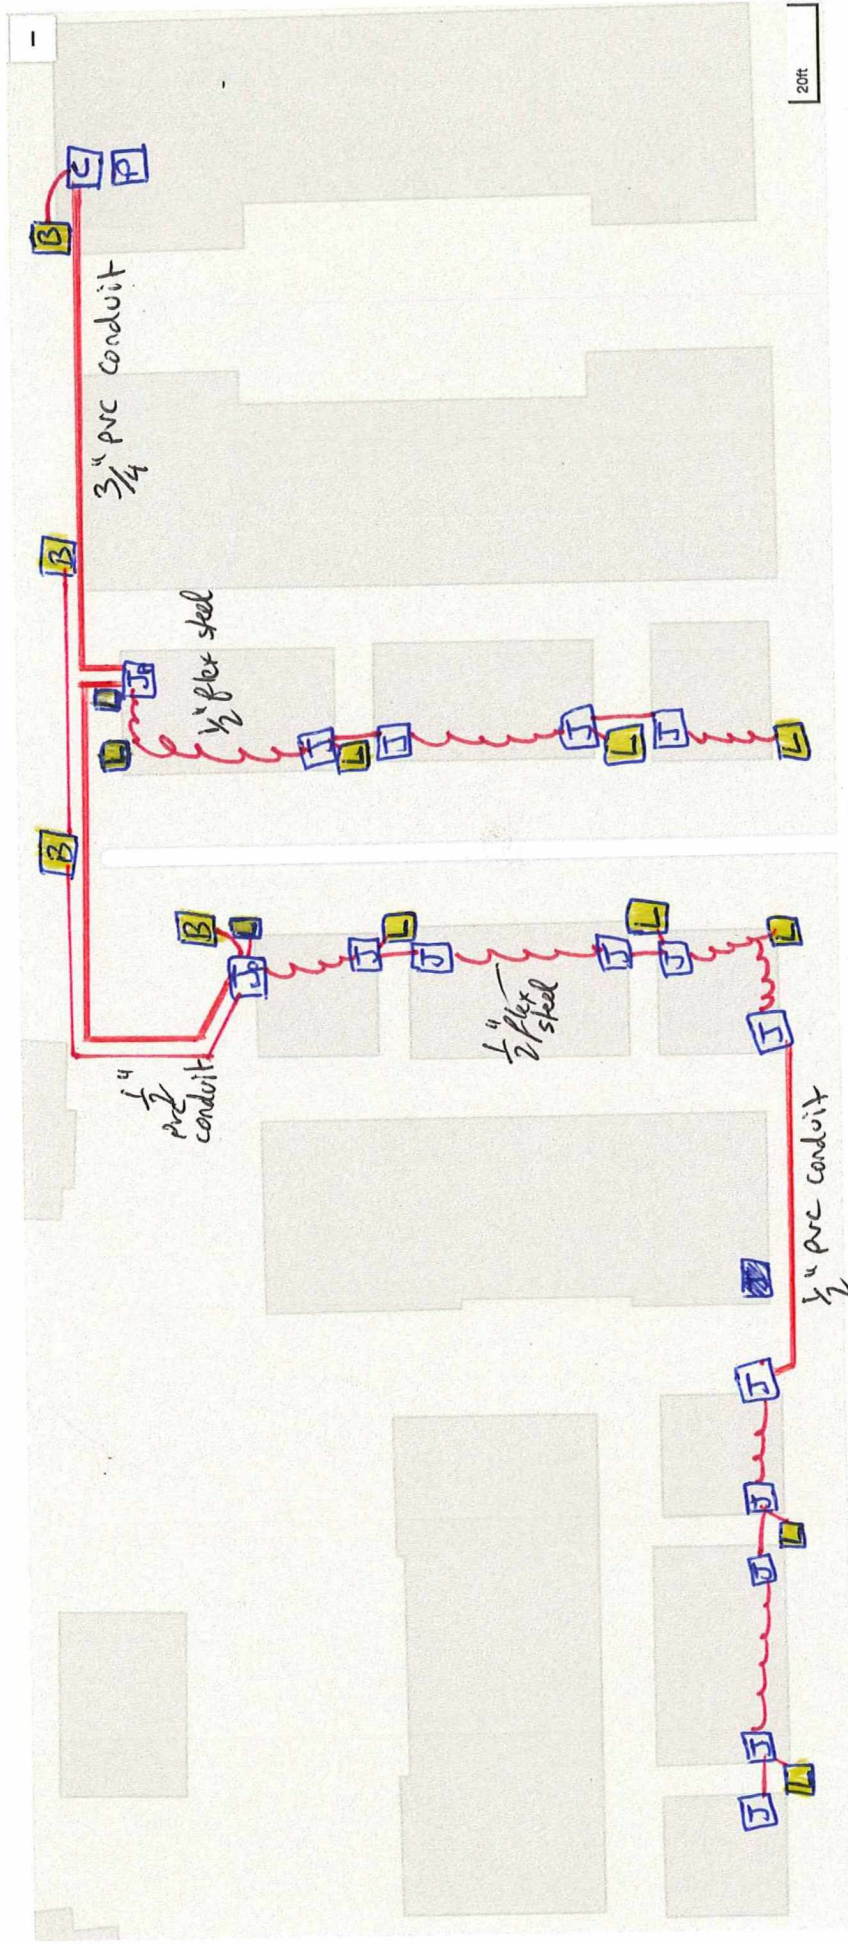 –
20ft
C
P
B
3/4" pvc conduit
B
J
L
L
1/2" flex steel
J
L
J
J
L
J
L
B
B
L
J
J
L
J
J
L
J
L
J
1/2" flex
steel
1/2"
pvc
conduit
1/2" pvc conduit
J
J
J
L
J
J
L
J